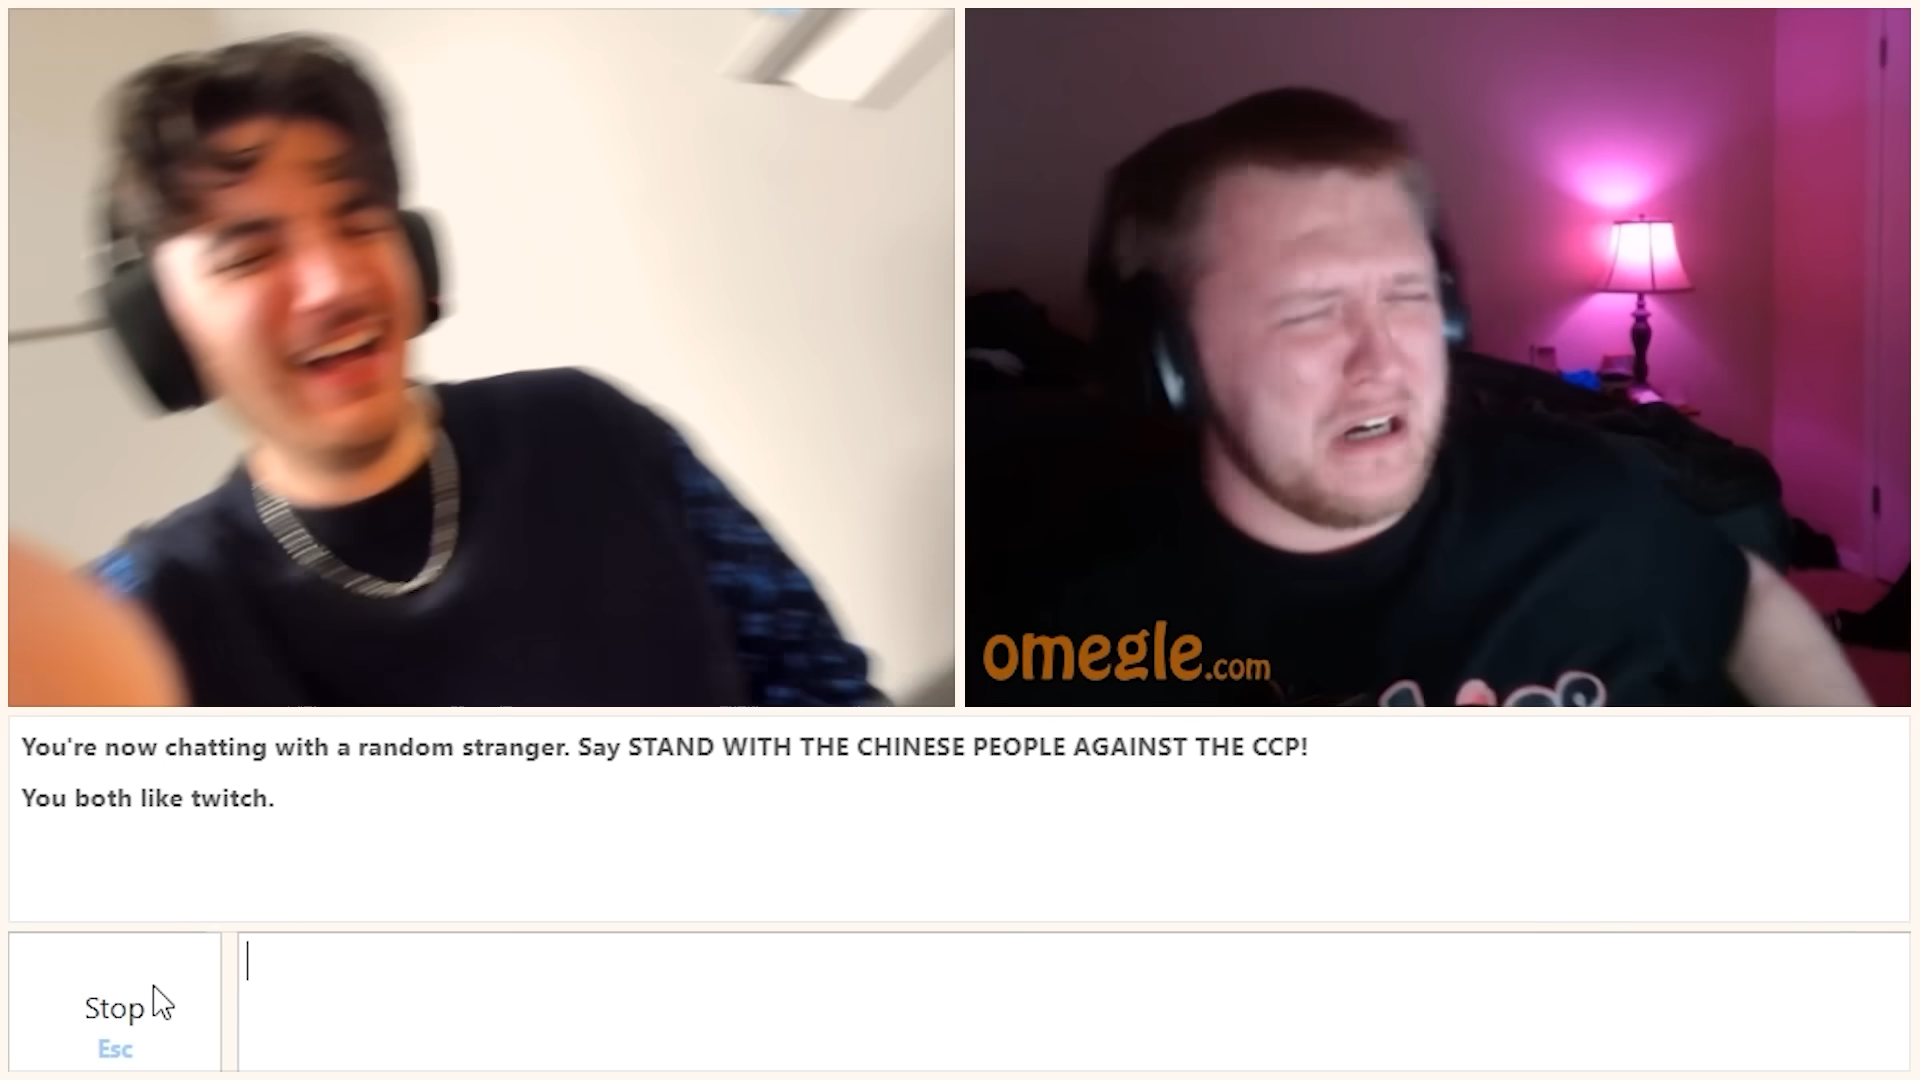 omegle.com
You're now chatting with a random stranger. Say STAND WITH THE CHINESE PEOPLE AGAINST THE CCP!
You both like twitch.
Stop
Esc